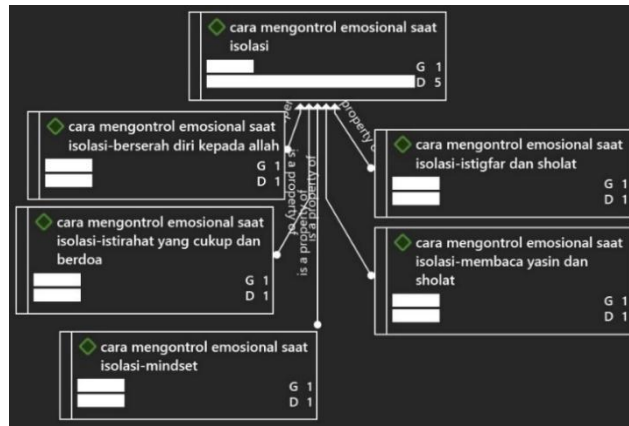 cara mengontrol emosional saat
isolasi
G 1
D 5
cara mengontrol emosional saat
isolasi-berserah diri kepada allah
G 1
D 1
cara mengontrol emosional saat
isolasi-istigfar dan sholat
G 1
D 1
cara mengontrol emosional saat
isolasi-istirahat yang cukup dan
berdoa
G 1
D 1
cara mengontrol emosional saat
isolasi-membaca yasin dan
sholat
G 1
D 1
cara mengontrol emosional saat
isolasi-mindset
G 1
D 1
is a property of
is a property of
is a property of
property of